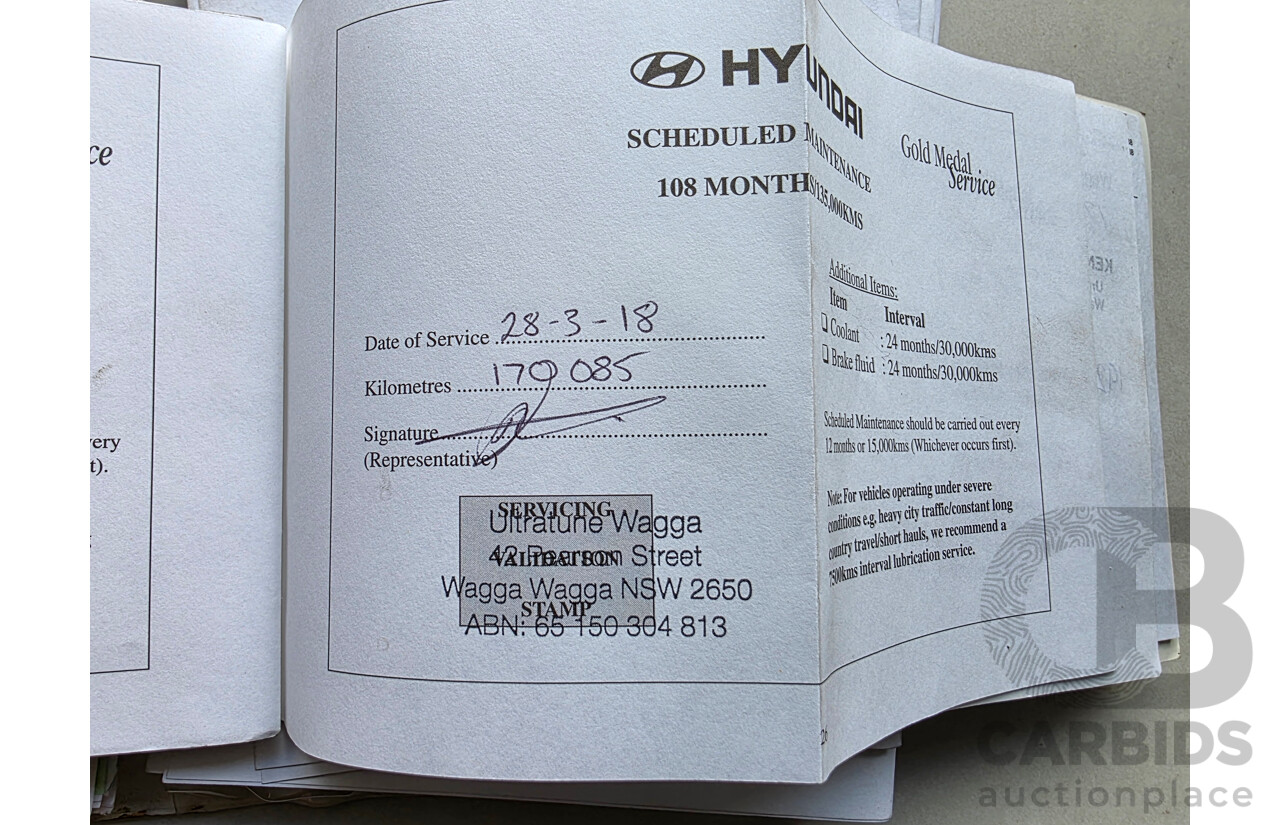 ce
very
t).
HYUNDAI
SCHEDULED MAINTENANCE
108 MONTHS/135,000KMS
Gold Medal
Service
Date of Service 28-3-18
Kilometres 179 085
Signature
(Representative)
SERVICING
VALIDATION
STAMP
Ultratune Wagga
42 Pearson Street
Wagga Wagga NSW 2650
ABN: 65 150 304 813
Additional Items:
Item Interval
Coolant : 24 months/30,000kms
Brake fluid : 24 months/30,000kms
Scheduled Maintenance should be carried out every
12 months or 15,000kms (Whichever occurs first).
Note: For vehicles operating under severe
conditions e.g. heavy city traffic/constant long
country travel/short hauls, we recommend a
7500kms interval lubrication service.
26
CB
CARBIDS
auctionplace